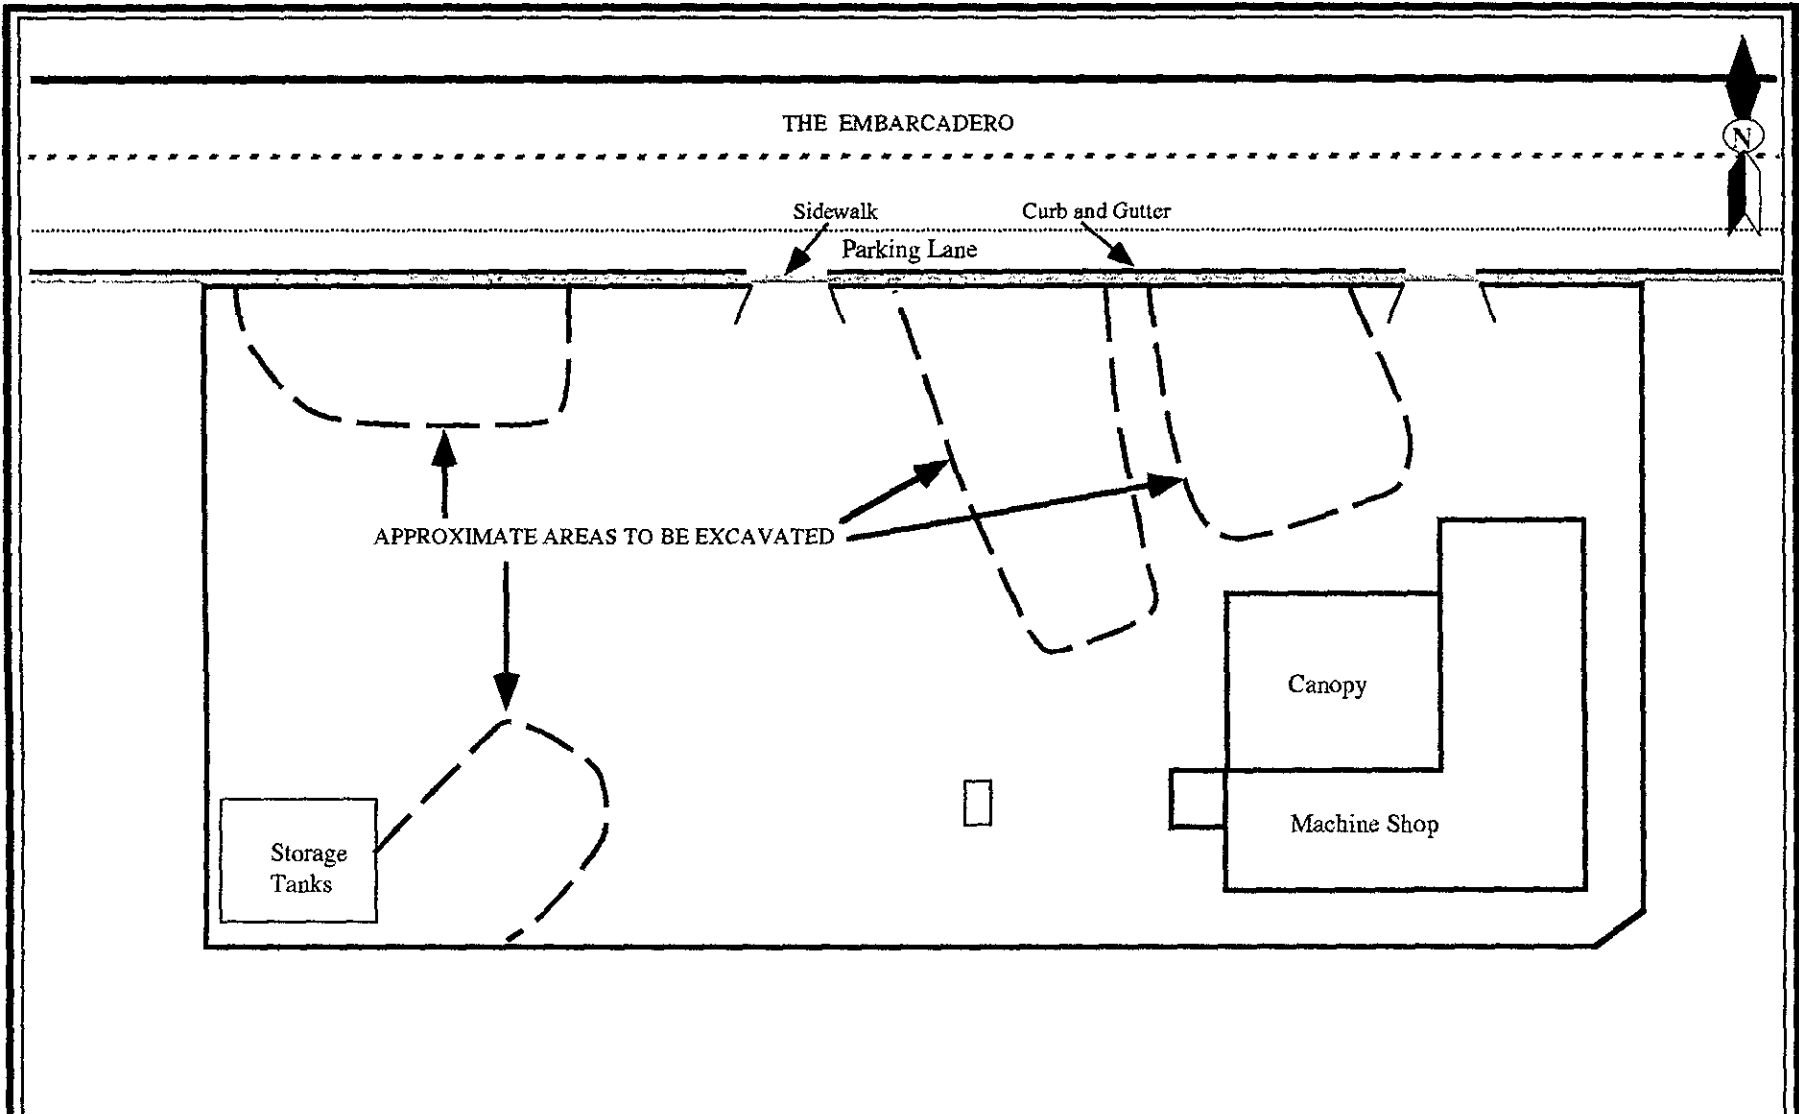 THE EMBARCADERO
N
Sidewalk
Curb and Gutter
Parking Lane
APPROXIMATE AREAS TO BE EXCAVATED
Canopy
Machine Shop
Storage
Tanks